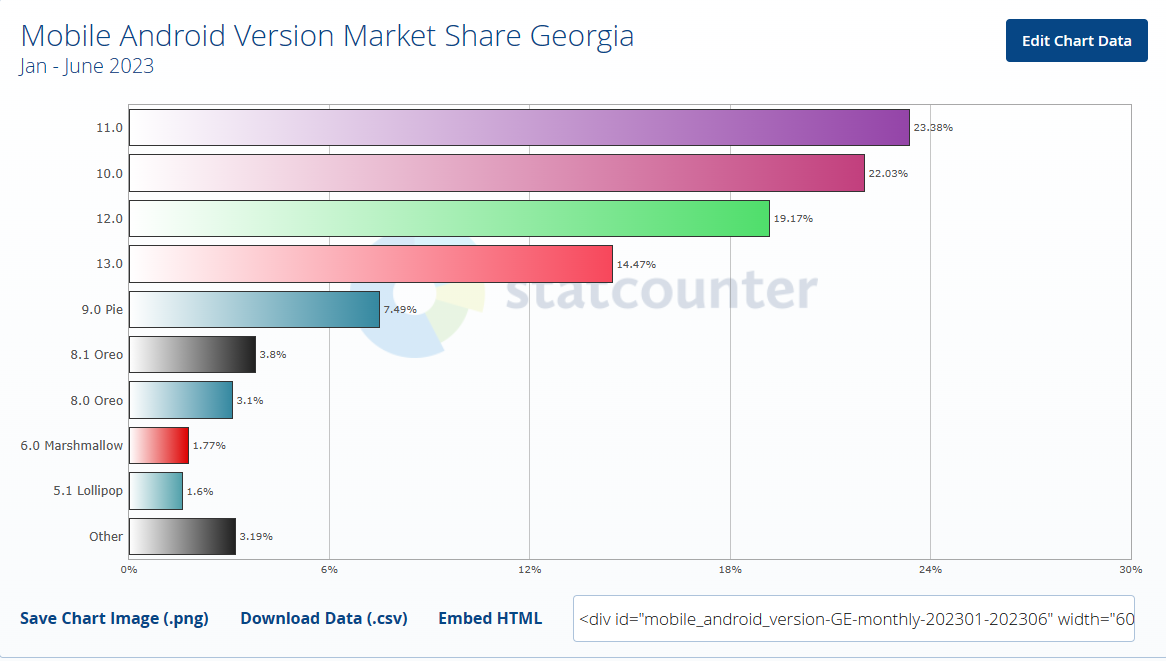 Mobile Android Version Market Share Georgia
Jan - June 2023
Edit Chart Data
11.0 23.38%
10.0 22.03%
12.0 19.17%
13.0 14.47%
statcounter
9.0 Pie 7.49%
8.1 Oreo 3.8%
8.0 Oreo 3.1%
6.0 Marshmallow 1.77%
5.1 Lollipop 1.6%
Other 3.19%
0% 6% 12% 18% 24% 30%
Save Chart Image (.png) Download Data (.csv) Embed HTML <div id="mobile_android_version-GE-monthly-202301-202306" width="60